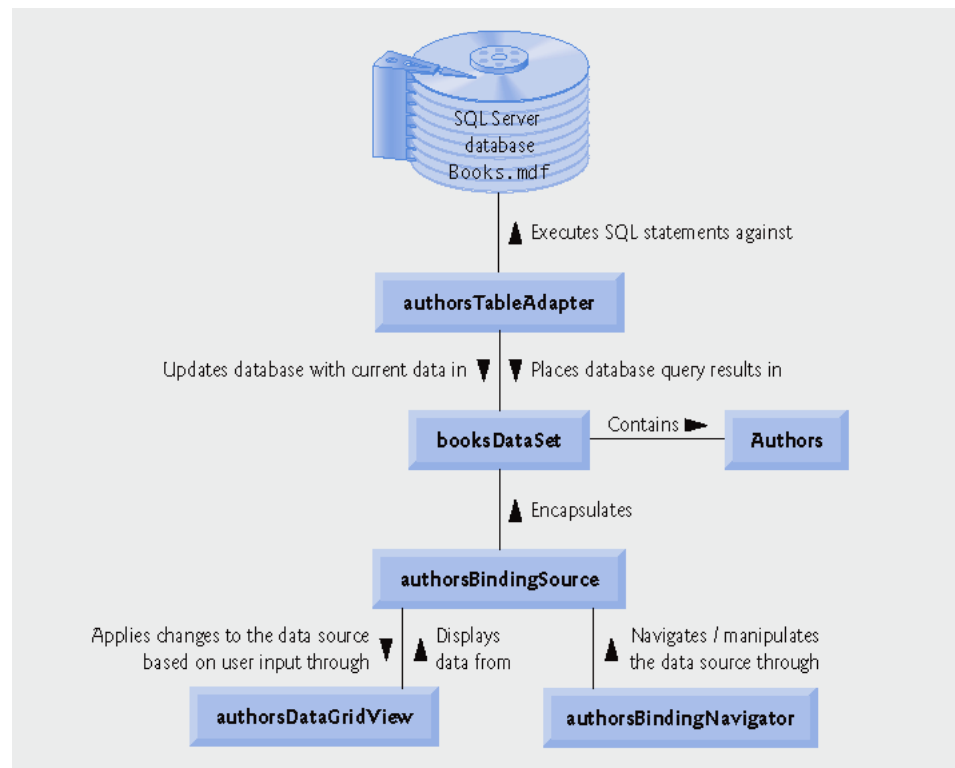 SQL Server
database
Books.mdf
Executes SQL statements against
authorsTableAdapter
Updates database with current data in
Places database query results in
booksDataSet
Contains
Authors
Encapsulates
authorsBindingSource
Applies changes to the data source
based on user input through
Displays
data from
Navigates / manipulates
the data source through
authorsDataGridView
authorsBindingNavigator